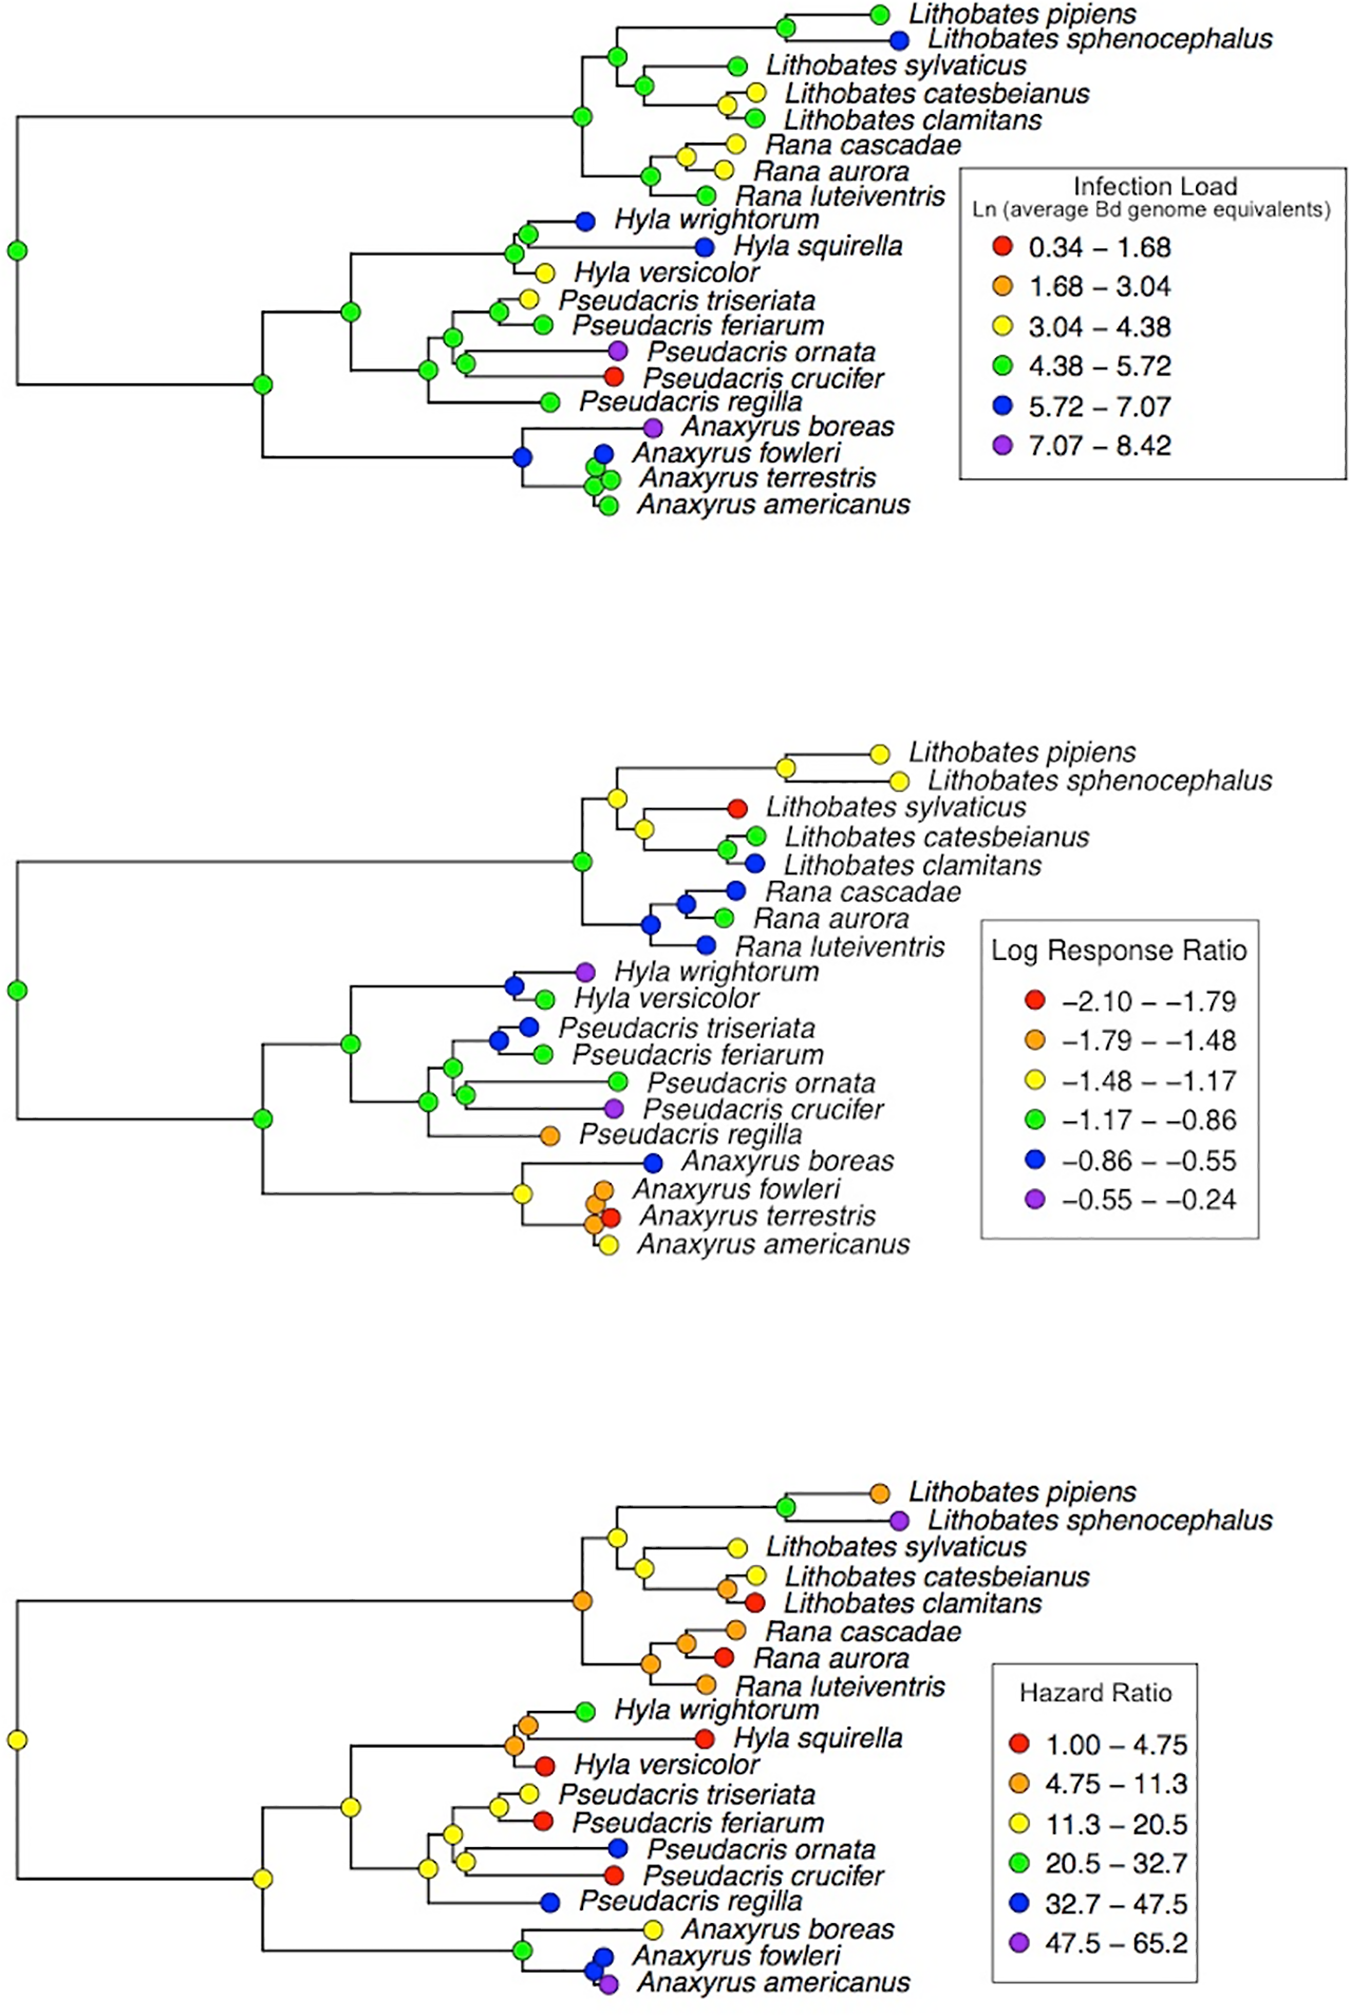 Lithobates pipiens
Lithobates sphenocephalus
Lithobates sylvaticus
Lithobates catesbeianus
Lithobates clamitans
Rana cascadae
Rana aurora
Rana luteiventris
Hyla wrightorum
Hyla squirella
Hyla versicolor
Pseudacris triseriata
Pseudacris feriarum
Pseudacris ornata
Pseudacris crucifer
Pseudacris regilla
Anaxyrus boreas
Anaxyrus fowleri
Anaxyrus terrestris
Anaxyrus americanus
Infection Load
Ln (average Bd genome equivalents)
0.34 – 1.68
1.68 – 3.04
3.04 – 4.38
4.38 – 5.72
5.72 – 7.07
7.07 – 8.42
Lithobates pipiens
Lithobates sphenocephalus
Lithobates sylvaticus
Lithobates catesbeianus
Lithobates clamitans
Rana cascadae
Rana aurora
Rana luteiventris
Hyla wrightorum
Hyla versicolor
Pseudacris triseriata
Pseudacris feriarum
Pseudacris ornata
Pseudacris crucifer
Pseudacris regilla
Anaxyrus boreas
Anaxyrus fowleri
Anaxyrus terrestris
Anaxyrus americanus
Log Response Ratio
−2.10 – −1.79
−1.79 – −1.48
−1.48 – −1.17
−1.17 – −0.86
−0.86 – −0.55
−0.55 – −0.24
Lithobates pipiens
Lithobates sphenocephalus
Lithobates sylvaticus
Lithobates catesbeianus
Lithobates clamitans
Rana cascadae
Rana aurora
Rana luteiventris
Hyla wrightorum
Hyla squirella
Hyla versicolor
Pseudacris triseriata
Pseudacris feriarum
Pseudacris ornata
Pseudacris crucifer
Pseudacris regilla
Anaxyrus boreas
Anaxyrus fowleri
Anaxyrus americanus
Hazard Ratio
1.00 – 4.75
4.75 – 11.3
11.3 – 20.5
20.5 – 32.7
32.7 – 47.5
47.5 – 65.2